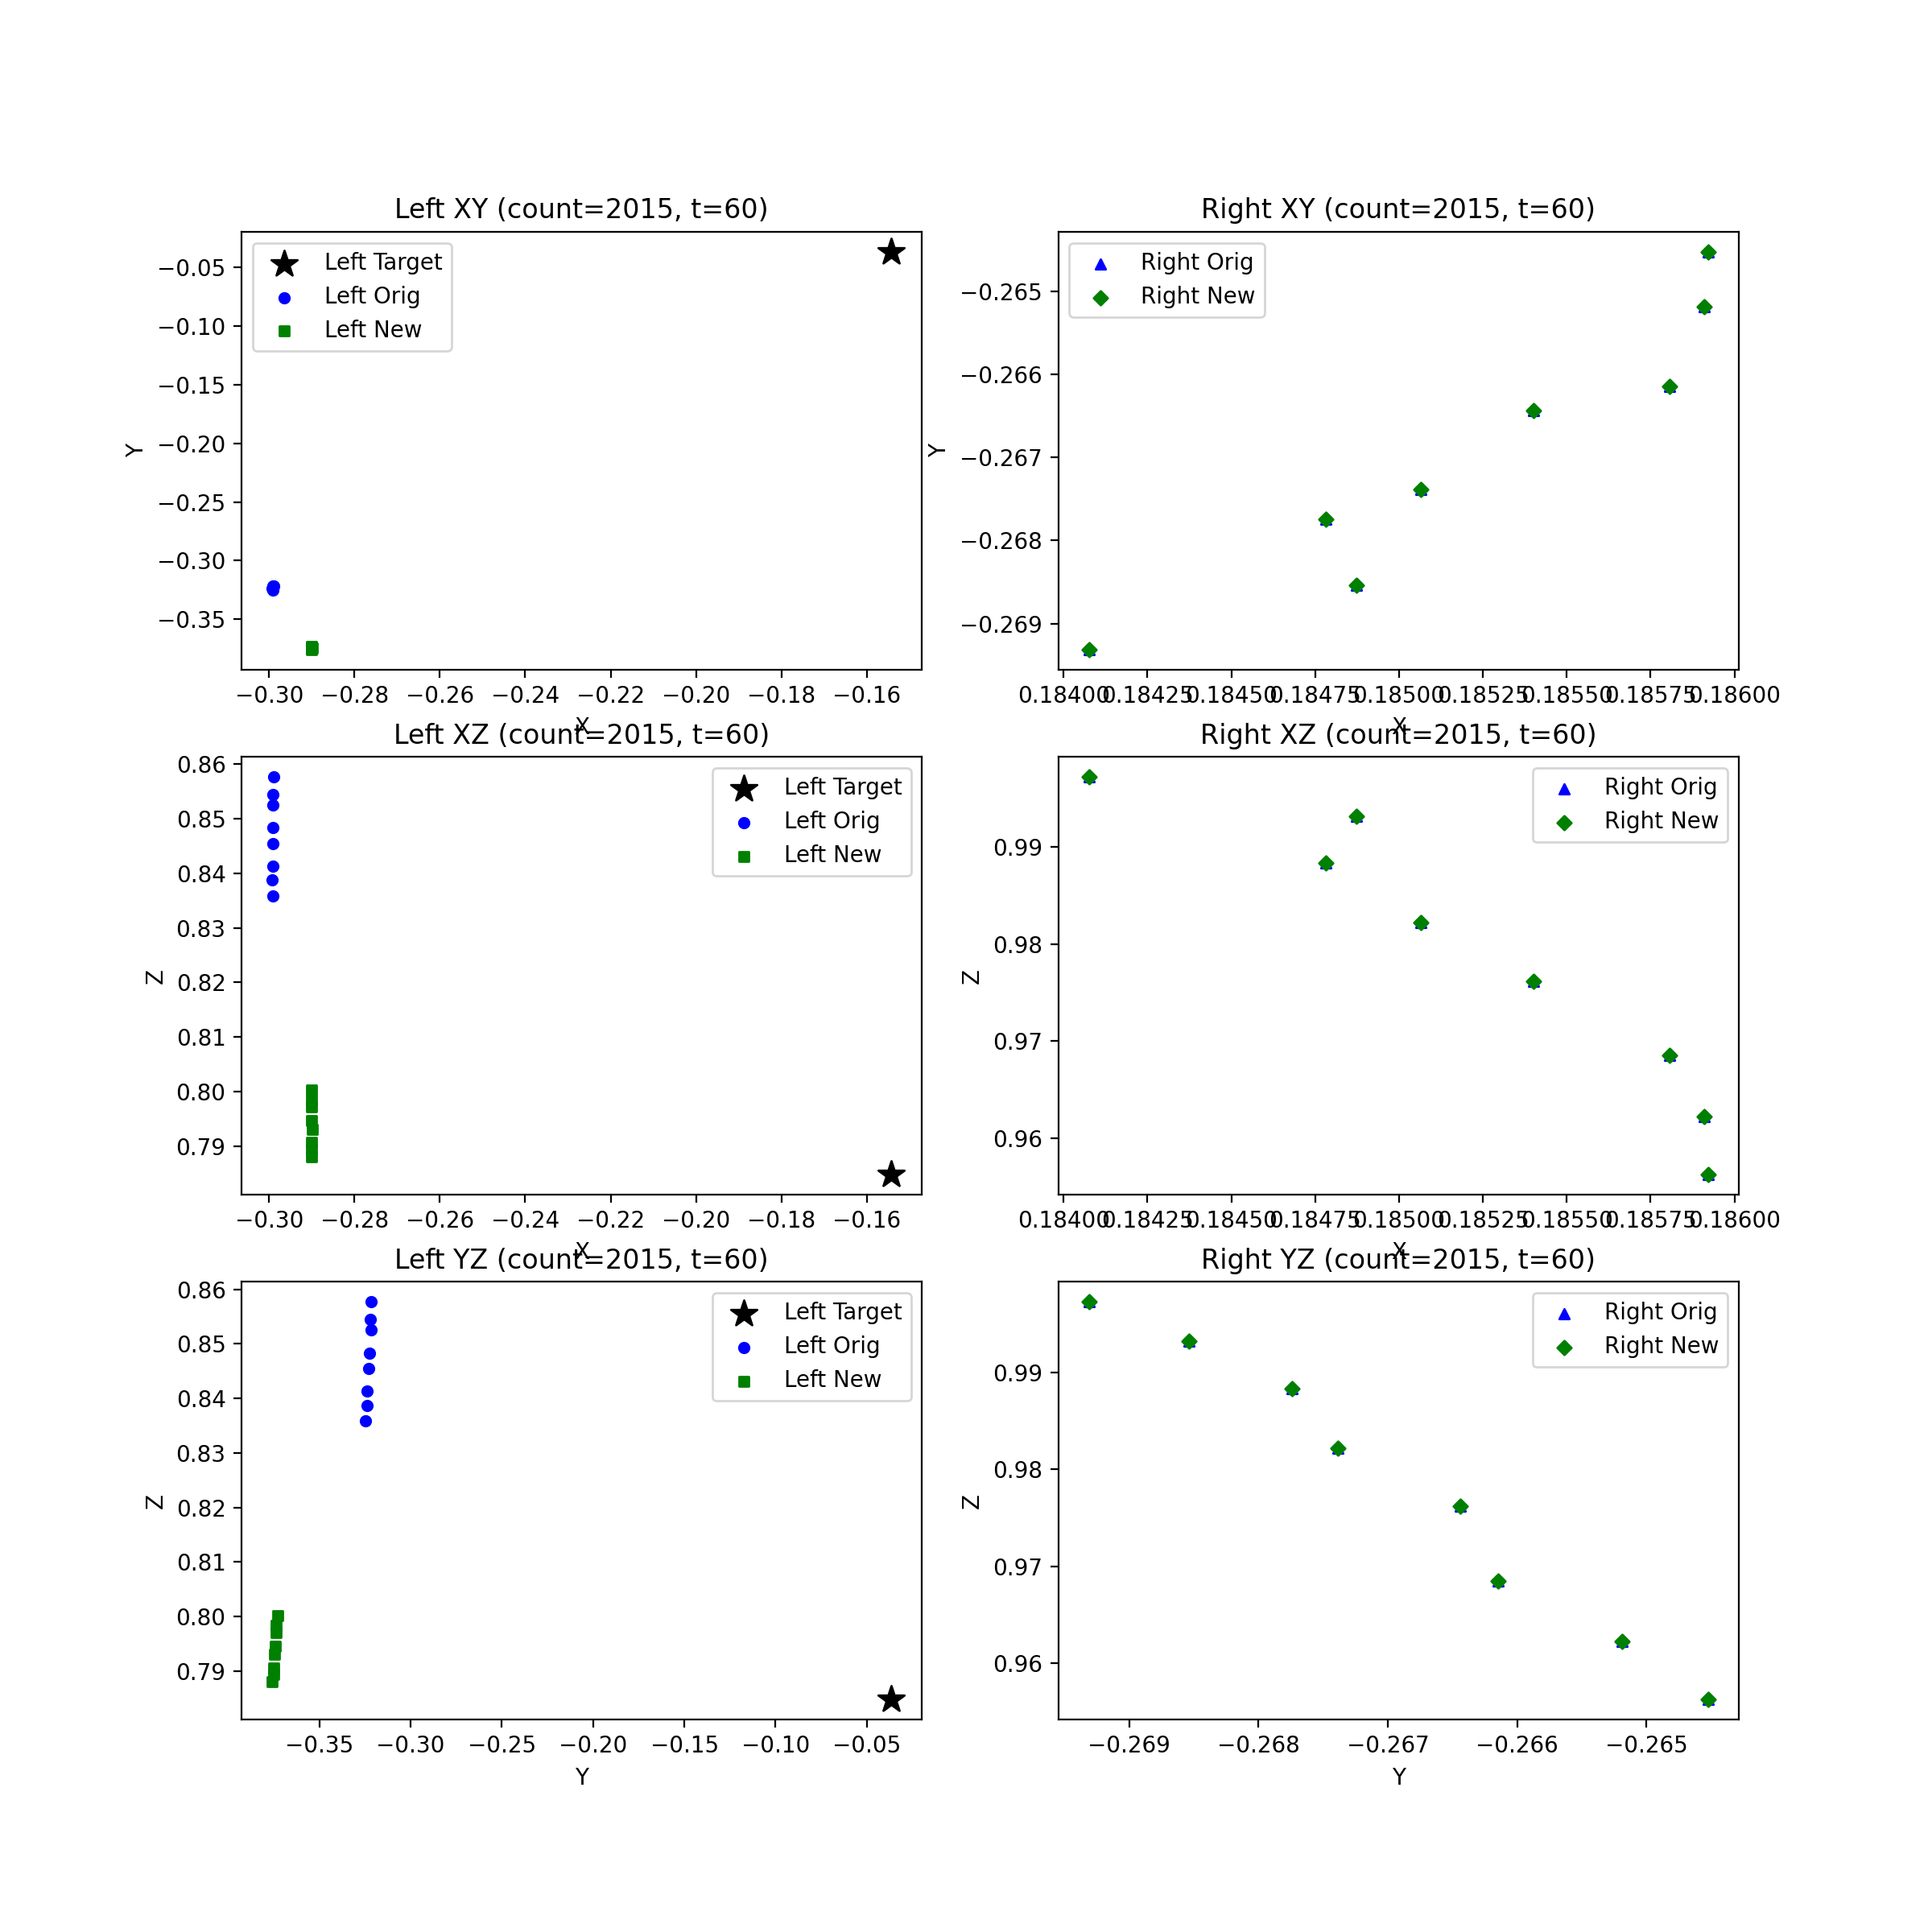 Left XY (count=2015, t=60)
Left Target
Left Orig
Left New
−0.05
−0.10
−0.15
−0.20
−0.25
−0.30
−0.35
Y
−0.30 −0.28 −0.26 −0.24 −0.22 −0.20 −0.18 −0.16
X
Right XY (count=2015, t=60)
Right Orig
Right New
−0.265
−0.266
−0.267
−0.268
−0.269
Y
0.18400 0.18425 0.18450 0.18475 0.18500 0.18525 0.18550 0.18575 0.18600
X
Left XZ (count=2015, t=60)
Left Target
Left Orig
Left New
0.86
0.85
0.84
0.83
0.82
0.81
0.80
0.79
Z
−0.30 −0.28 −0.26 −0.24 −0.22 −0.20 −0.18 −0.16
X
Right XZ (count=2015, t=60)
Right Orig
Right New
0.99
0.98
0.97
0.96
Z
0.18400 0.18425 0.18450 0.18475 0.18500 0.18525 0.18550 0.18575 0.18600
X
Left YZ (count=2015, t=60)
Left Target
Left Orig
Left New
0.86
0.85
0.84
0.83
0.82
0.81
0.80
0.79
Z
−0.35 −0.30 −0.25 −0.20 −0.15 −0.10 −0.05
Y
Right YZ (count=2015, t=60)
Right Orig
Right New
0.99
0.98
0.97
0.96
Z
−0.269 −0.268 −0.267 −0.266 −0.265
Y